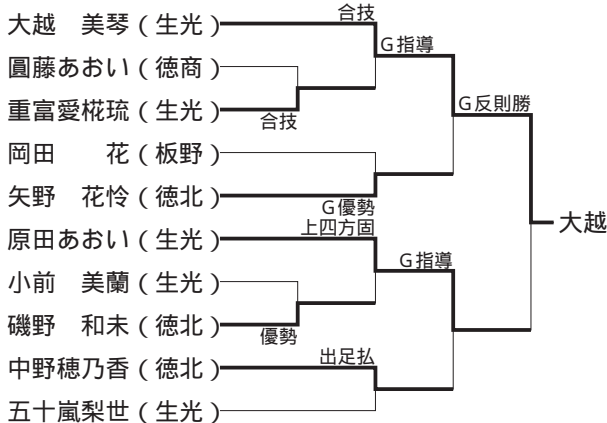 合技
大越　美琴（生光）
G指導
圓藤あおい（徳商）
重富愛椛琉（生光）
合技
G反則勝
岡田　　花（板野）
矢野　花怜（徳北）
G優勢
大越
上四方固
原田あおい（生光）
G指導
小前　美蘭（生光）
磯野　和未（徳北）
優勢
出足払
中野穂乃香（徳北）
五十嵐梨世（生光）